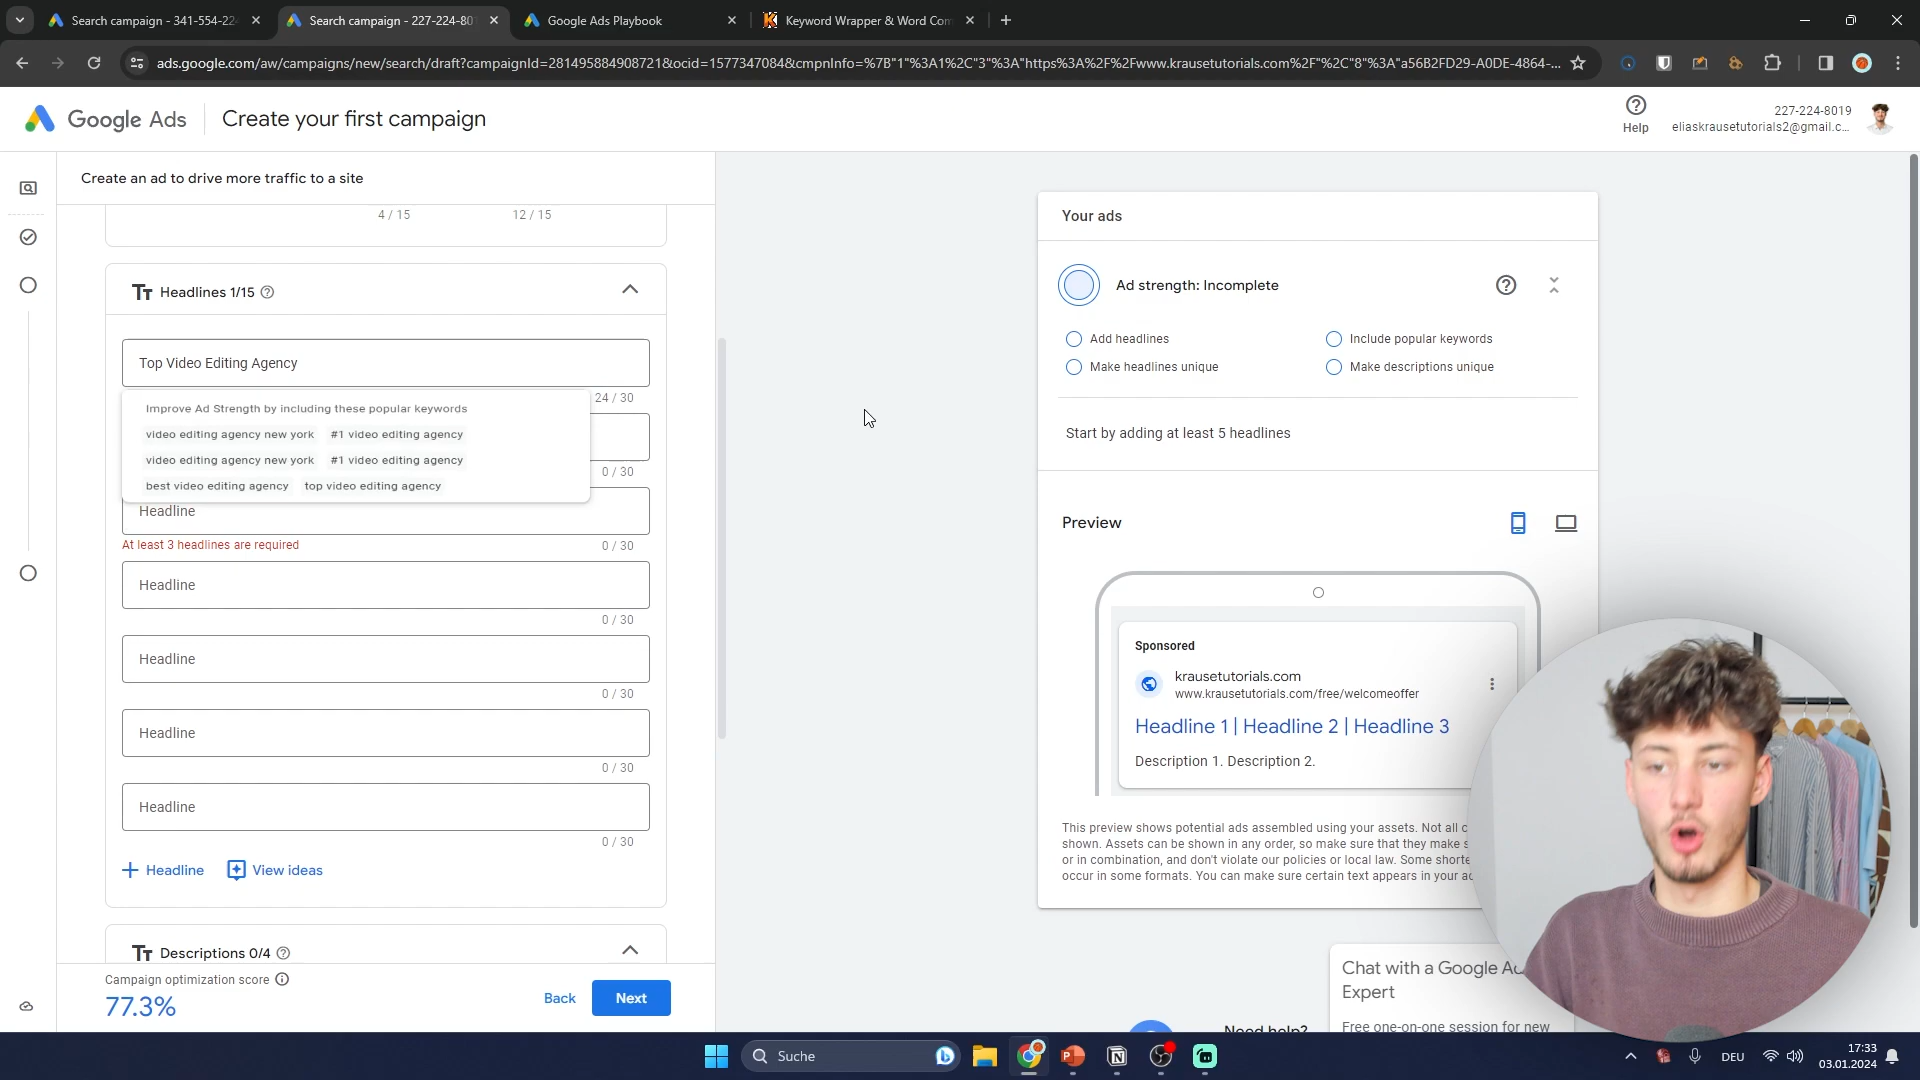 Search campaign - 341-554-22
Search campaign - 227-224-801
Google Ads Playbook
Keyword Wrapper & Word Com
ads.google.com/aw/campaigns/new/search/draft?campaignId=281495884908721&ocid=1577347084&cmpnInfo=%7B"1"%3A1%2C"3"%3A"https%3A%2F%2Fwww.krausetutorials.com%2F"%2C"8"%3A"a56B2FD29-A0DE-4864-...
Google Ads
Create your first campaign
Help
227-224-8019
eliaskrausetutorials2@gmail.c...
Create an ad to drive more traffic to a site
4 / 15
12 / 15
Headlines 1/15
Top Video Editing Agency
24 / 30
Improve Ad Strength by including these popular keywords
video editing agency new york
#1 video editing agency
video editing agency new york
#1 video editing agency
best video editing agency
top video editing agency
0 / 30
Headline
At least 3 headlines are required
0 / 30
Headline
0 / 30
Headline
0 / 30
Headline
0 / 30
Headline
0 / 30
Headline
View ideas
Descriptions 0/4
Campaign optimization score
77.3%
Back
Next
Your ads
Ad strength: Incomplete
Add headlines
Include popular keywords
Make headlines unique
Make descriptions unique
Start by adding at least 5 headlines
Preview
Sponsored
krausetutorials.com
www.krausetutorials.com/free/welcomeoffer
Headline 1 | Headline 2 | Headline 3
Description 1. Description 2.
This preview shows potential ads assembled using your assets. Not all
shown. Assets can be shown in any order, so make sure that they make
or in combination, and don't violate our policies or local law. Some
occur in some formats. You can make sure certain text appears in your
Chat with a Google
Expert
Free one-on-one session for new
Need help?
Suche
DEU
17:33
03.01.2024